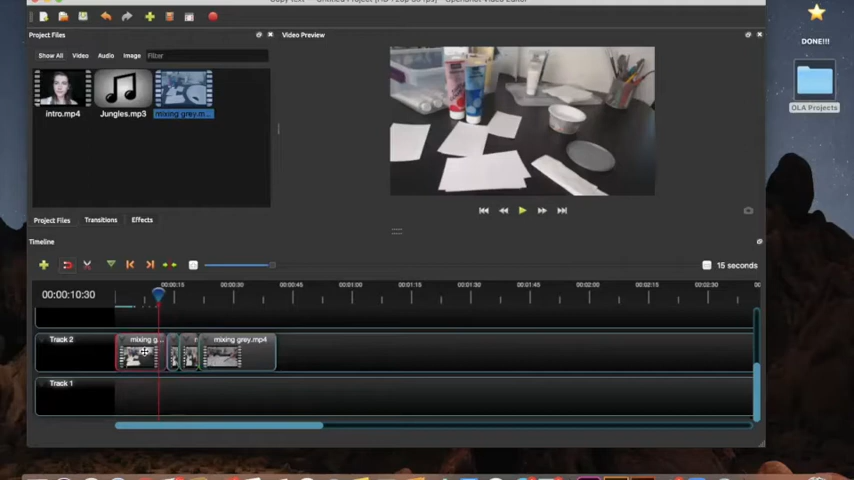 Project Files
Video Preview
Show All
Video
Audio
Image
Filter
intro.mp4
Jungles.mp3
mixing grey.m...
DONE!!!
OLA Projects
Project Files
Transitions
Effects
Timeline
15 seconds
00:00:10:30
00:00:15
00:00:30
00:00:45
00:01:00
00:01:15
00:01:30
00:01:45
00:02:00
00:02:15
Track 2
mixing g...
mixing grey.mp4
Track 1